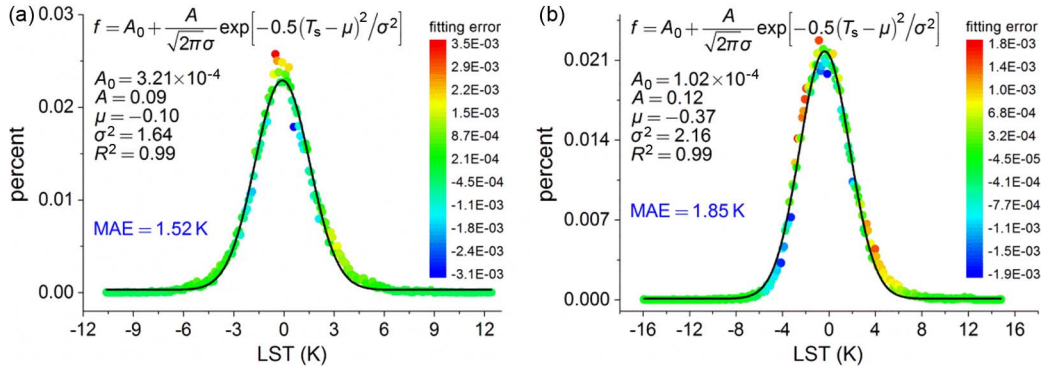 (a)
f = A₀ + A/(√2π σ) exp[−0.5(Tₛ − μ)²/σ²]
A₀ = 3.21×10⁻⁴
A = 0.09
μ = −0.10
σ² = 1.64
R² = 0.99
MAE = 1.52 K
percent
0.03
0.02
0.01
0.00
-12
-9
-6
-3
0
3
6
9
12
LST (K)
fitting error
3.5E-03
2.9E-03
2.2E-03
1.5E-03
8.7E-04
2.1E-04
-4.5E-04
-1.1E-03
-1.8E-03
-2.4E-03
-3.1E-03
(b)
f = A₀ + A/(√2π σ) exp[−0.5(Tₛ − μ)²/σ²]
A₀ = 1.02×10⁻⁴
A = 0.12
μ = −0.37
σ² = 2.16
R² = 0.99
MAE = 1.85 K
percent
0.021
0.014
0.007
0.000
-16
-12
-8
-4
0
4
8
12
16
LST (K)
fitting error
1.8E-03
1.4E-03
1.0E-03
6.8E-04
3.2E-04
-4.9E-05
-4.1E-04
-7.7E-04
-1.1E-03
-1.5E-03
-1.9E-03